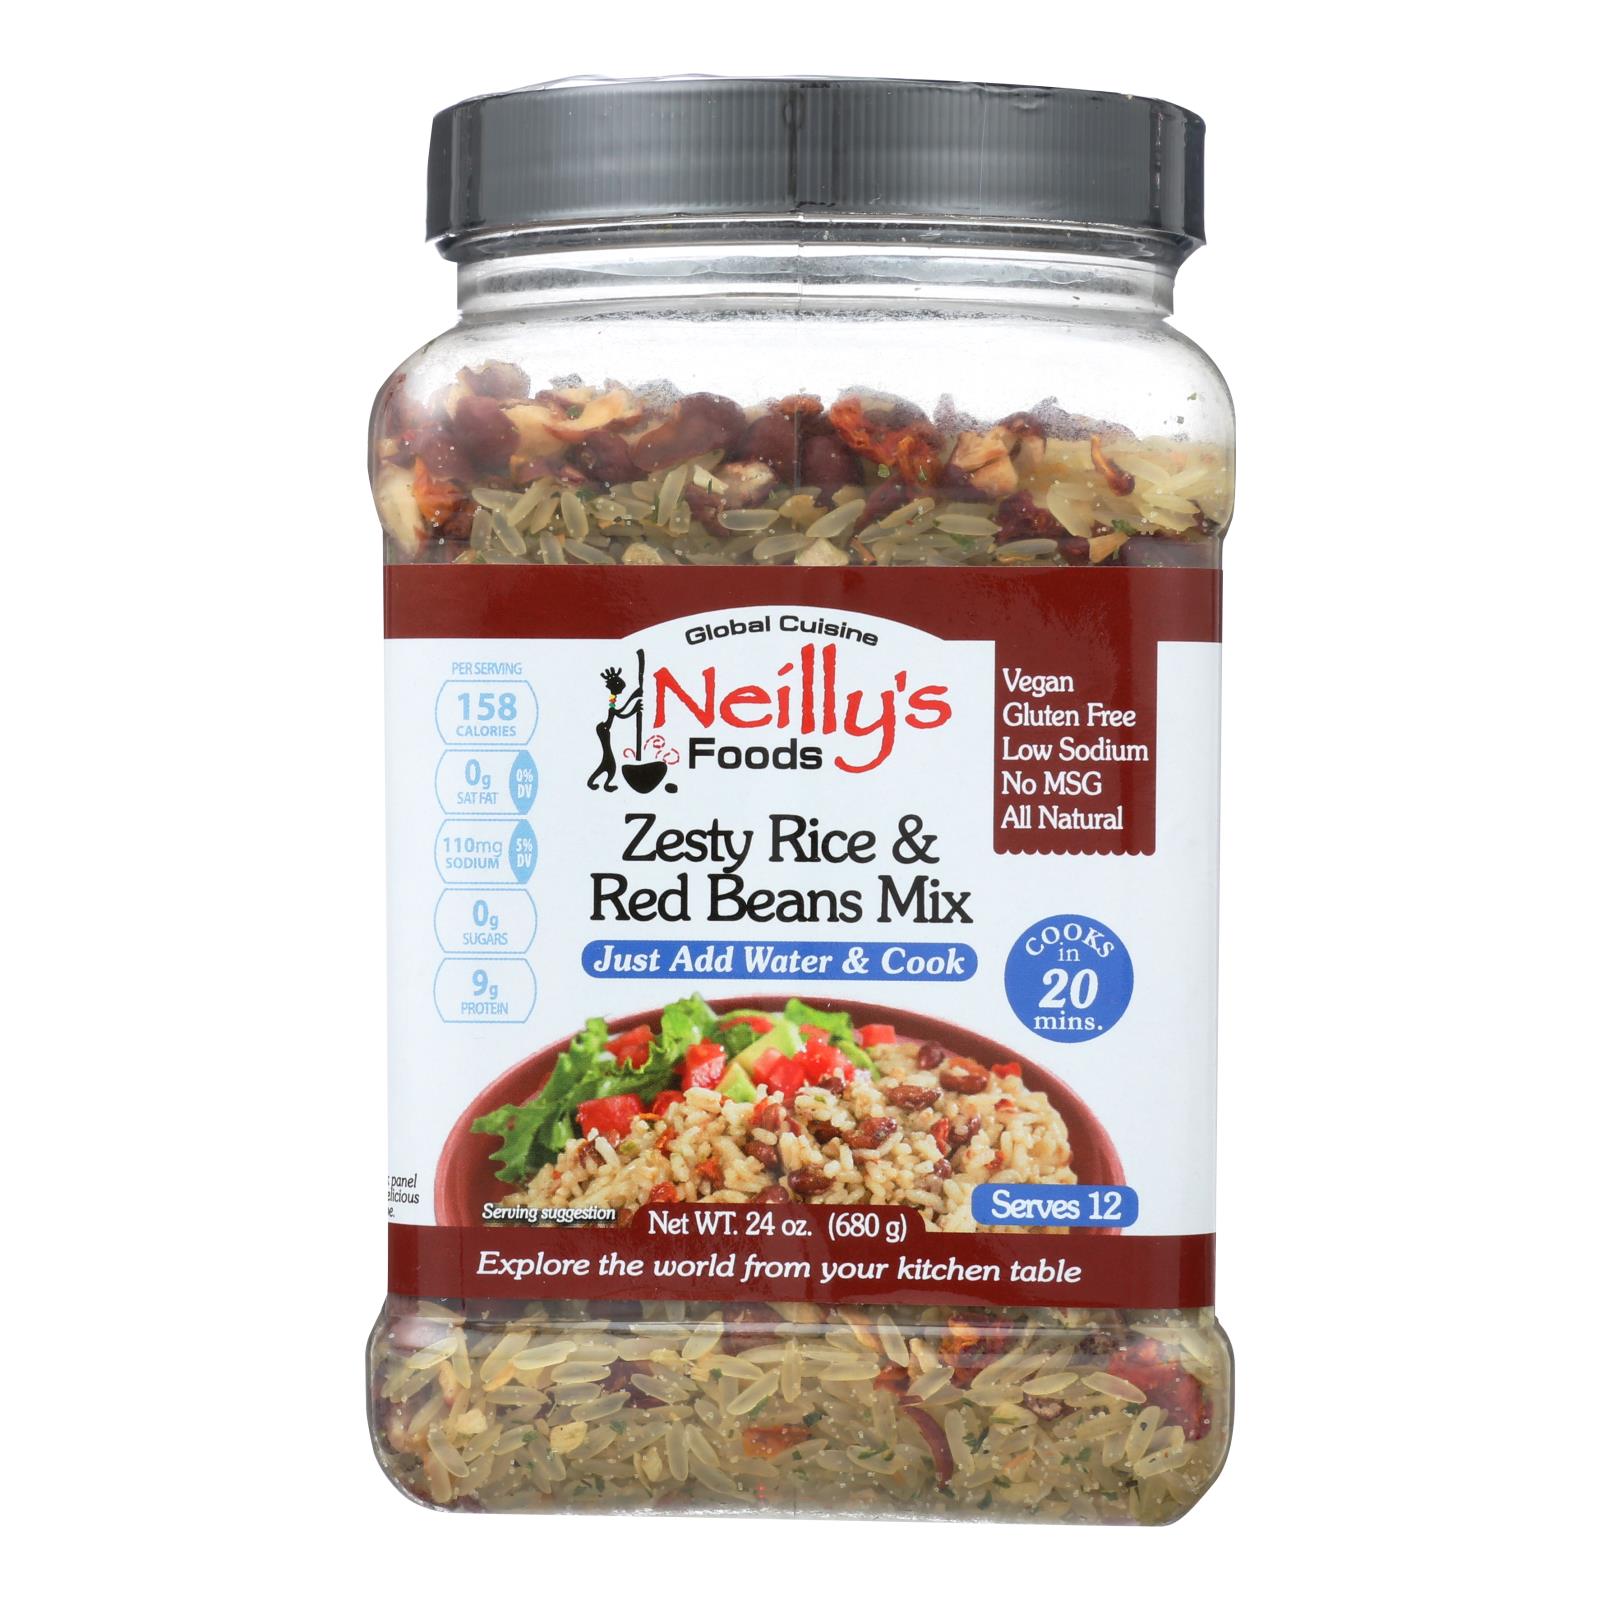 Global Cuisine
Neilly's
Foods
Zesty Rice &
Red Beans Mix
Just Add Water & Cook
PER SERVING
158
CALORIES
0g
SAT FAT
0%
DV
110mg
SODIUM
5%
DV
0g
SUGARS
9g
PROTEIN
Vegan
Gluten Free
Low Sodium
No MSG
All Natural
COOKS
in
20
mins.
panel
Serving suggestion
Serves 12
Net WT. 24 oz. (680 g)
Explore the world from your kitchen table